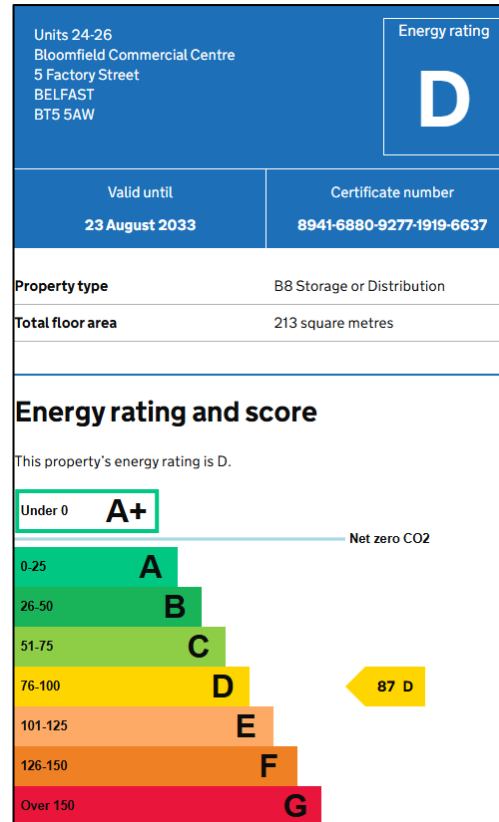 Units 24-26
Bloomfield Commercial Centre
5 Factory Street
BELFAST
BT5 5AW
Energy rating
D
Valid until
23 August 2033
Certificate number
8941-6880-9277-1919-6637
Property type B8 Storage or Distribution
Total floor area 213 square metres
Energy rating and score
This property's energy rating is D.
Under 0 A+
Net zero CO2
0-25 A
26-50 B
51-75 C
76-100 D 87 D
101-125 E
126-150 F
Over 150 G